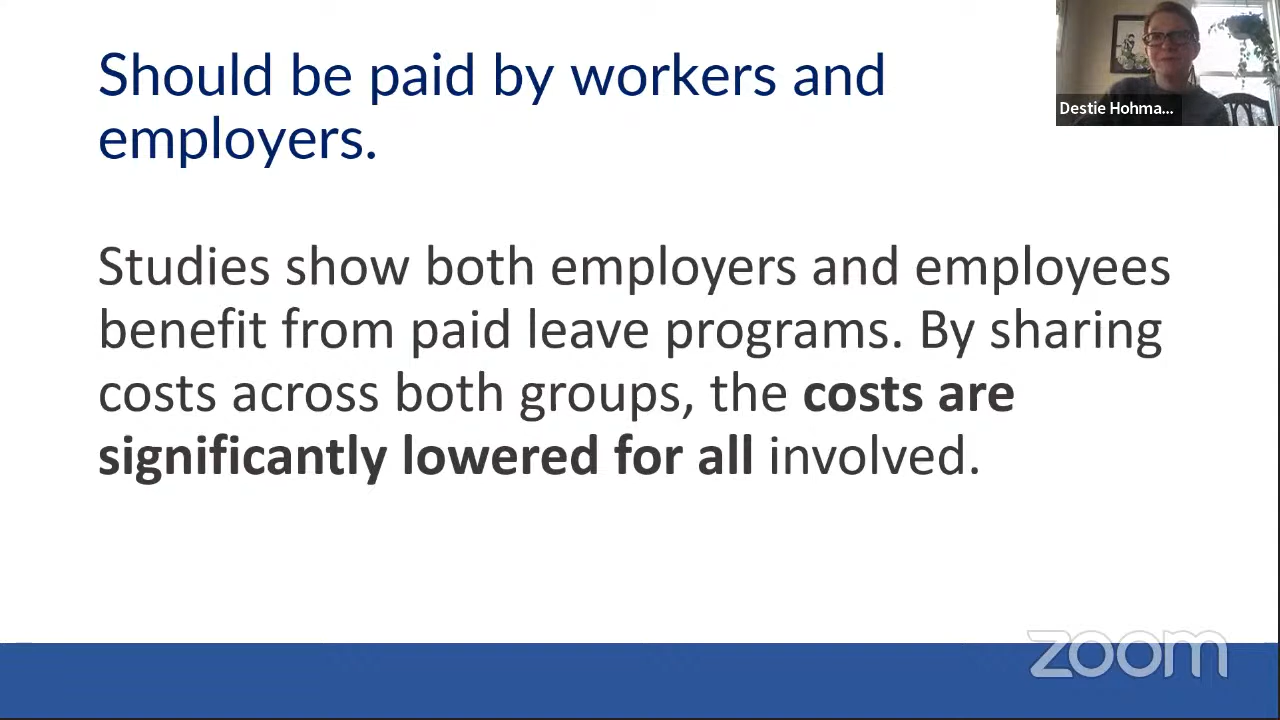 Should be paid by workers and
employers.
Destie Hohma...
Studies show both employers and employees
benefit from paid leave programs. By sharing
costs across both groups, the costs are
significantly lowered for all involved.
zoom